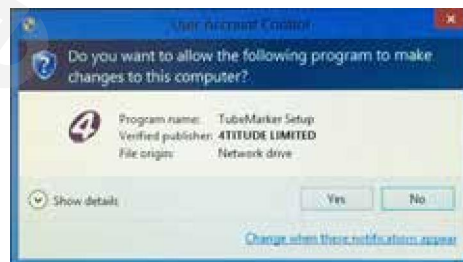 User Account Control
Do you want to allow the following program to make
changes to this computer?
Program name: TubeMarker Setup
Verified publisher: 4TITUDE LIMITED
File origin: Network drive
Show details
Yes
No
Change when these notifications appear